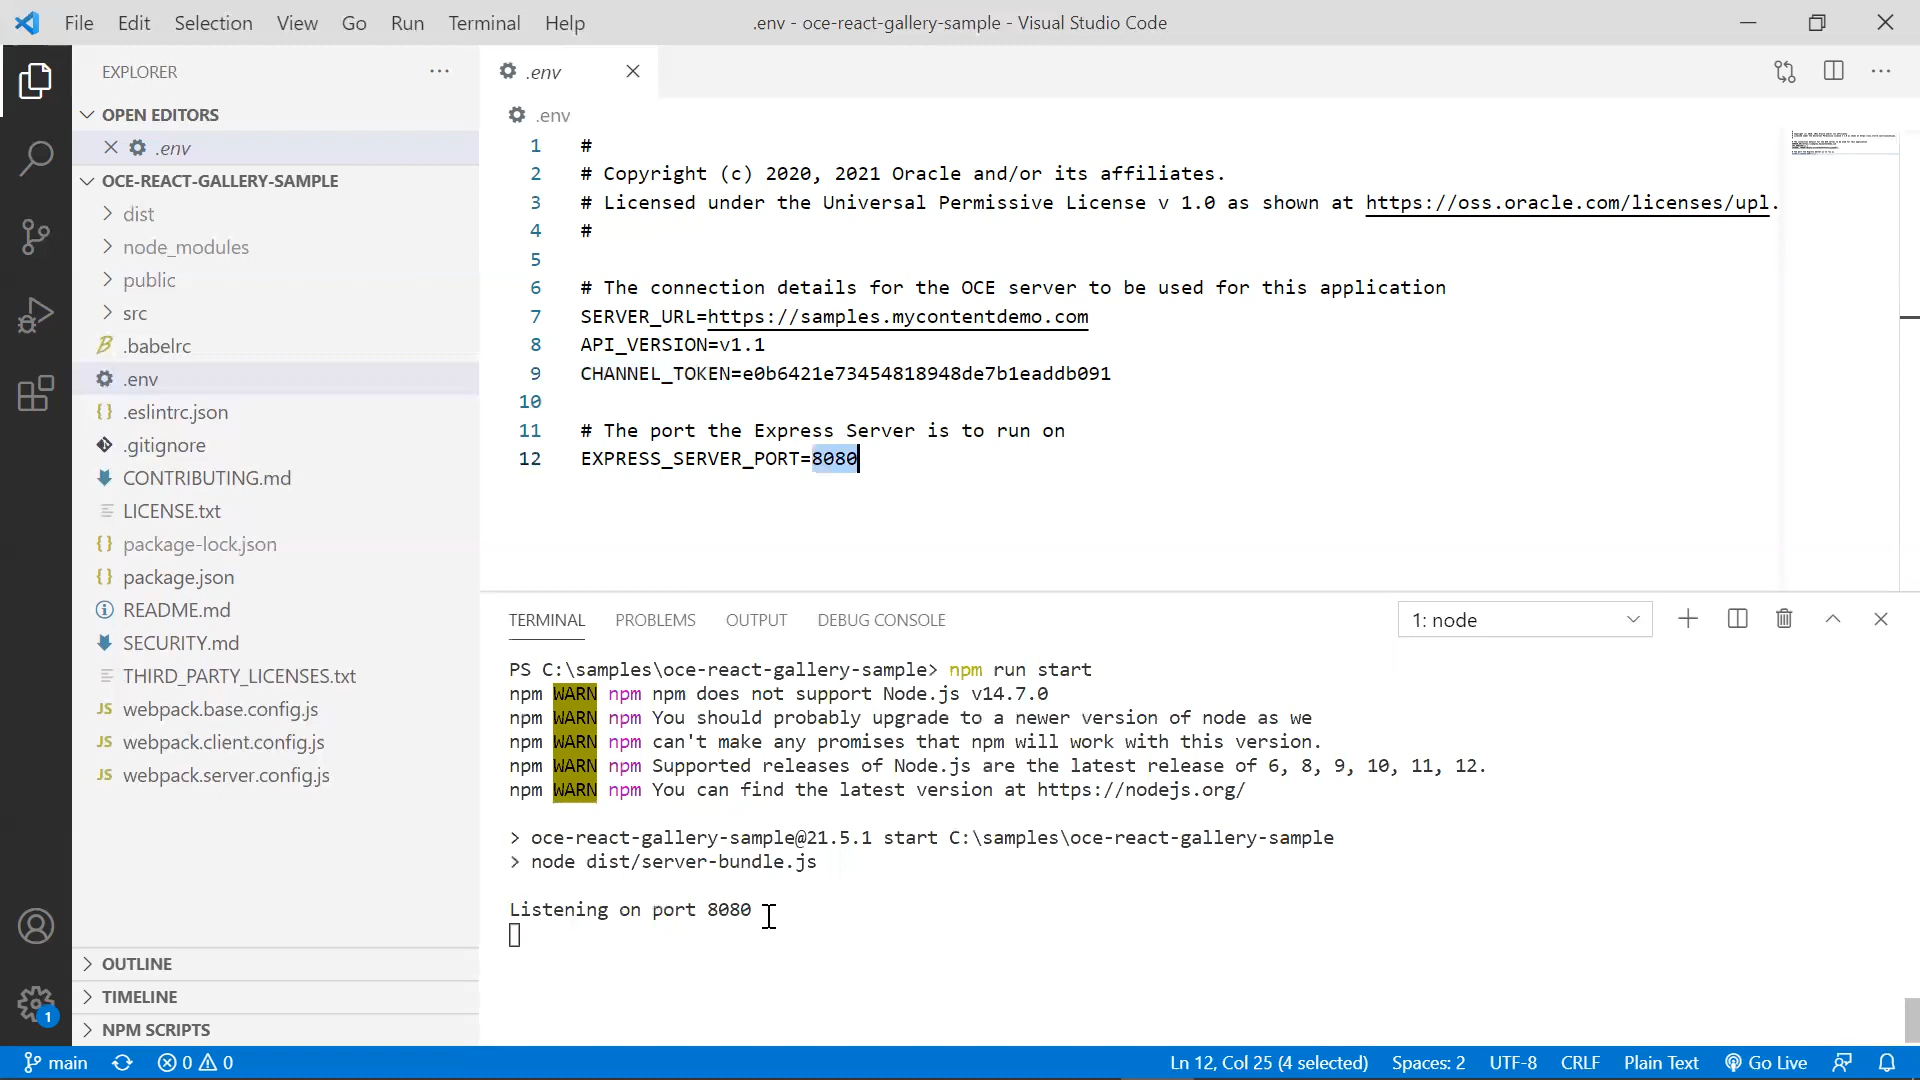 File Edit Selection View Go Run Terminal Help
.env - oce-react-gallery-sample - Visual Studio Code
EXPLORER
OPEN EDITORS
.env
OCE-REACT-GALLERY-SAMPLE
dist
node_modules
public
src
.babelrc
.env
.eslintrc.json
.gitignore
CONTRIBUTING.md
LICENSE.txt
package-lock.json
package.json
README.md
SECURITY.md
THIRD_PARTY_LICENSES.txt
webpack.base.config.js
webpack.client.config.js
webpack.server.config.js
OUTLINE
TIMELINE
NPM SCRIPTS
.env
.env
1 #
2 # Copyright (c) 2020, 2021 Oracle and/or its affiliates.
3 # Licensed under the Universal Permissive License v 1.0 as shown at https://oss.oracle.com/licenses/upl.
4 #
5
6 # The connection details for the OCE server to be used for this application
7 SERVER_URL=https://samples.mycontentdemo.com
8 API_VERSION=v1.1
9 CHANNEL_TOKEN=e0b6421e73454818948de7b1eaddb091
10
11 # The port the Express Server is to run on
12 EXPRESS_SERVER_PORT=8080
TERMINAL PROBLEMS OUTPUT DEBUG CONSOLE
1: node
PS C:\samples\oce-react-gallery-sample> npm run start
npm WARN npm npm does not support Node.js v14.7.0
npm WARN npm You should probably upgrade to a newer version of node as we
npm WARN npm can't make any promises that npm will work with this version.
npm WARN npm Supported releases of Node.js are the latest release of 6, 8, 9, 10, 11, 12.
npm WARN npm You can find the latest version at https://nodejs.org/
> oce-react-gallery-sample@21.5.1 start C:\samples\oce-react-gallery-sample
> node dist/server-bundle.js
Listening on port 8080
1
main 0 0 Ln 12, Col 25 (4 selected) Spaces: 2 UTF-8 CRLF Plain Text Go Live